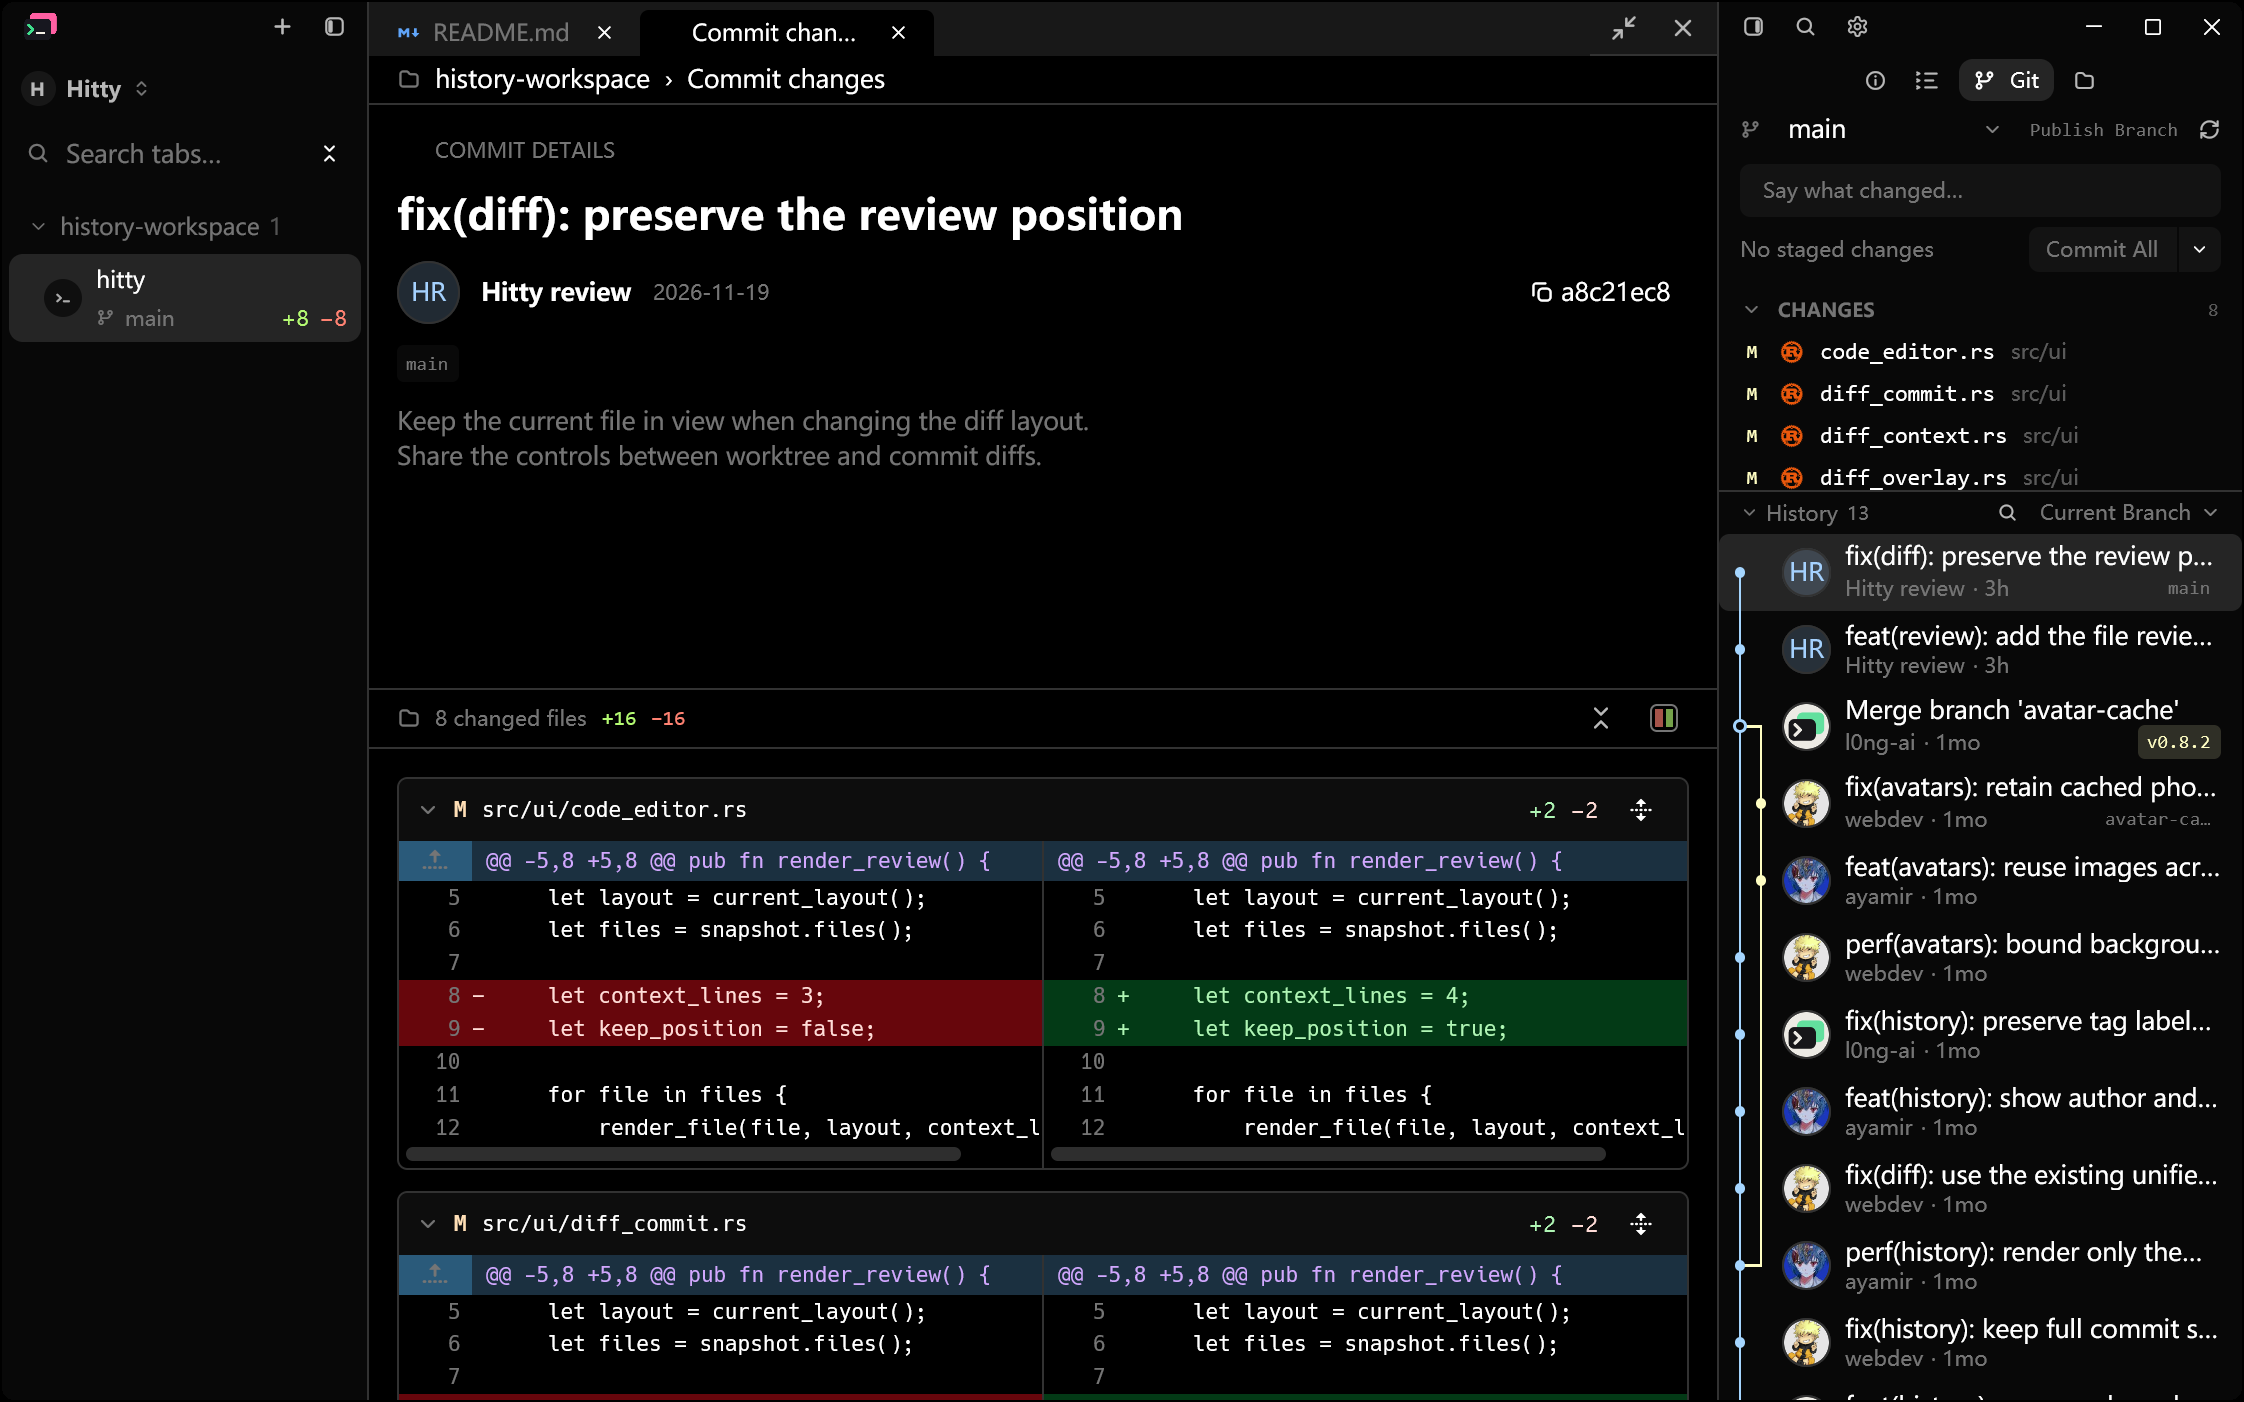 Hitty
H
Search tabs...
history-workspace 1
hitty
main +8 −8
README.md
Commit chan...
history-workspace › Commit changes
COMMIT DETAILS
fix(diff): preserve the review position
HR Hitty review 2026-11-19 a8c21ec8
main
Keep the current file in view when changing the diff layout.
Share the controls between worktree and commit diffs.
8 changed files +16 −16
M src/ui/code_editor.rs +2 −2
@@ -5,8 +5,8 @@ pub fn render_review() { @@ -5,8 +5,8 @@ pub fn render_review() {
5 let layout = current_layout(); 5 let layout = current_layout();
6 let files = snapshot.files(); 6 let files = snapshot.files();
7 7
8 − let context_lines = 3; 8 + let context_lines = 4;
9 − let keep_position = false; 9 + let keep_position = true;
10 10
11 for file in files { 11 for file in files {
12 render_file(file, layout, context_l 12 render_file(file, layout, context_l
M src/ui/diff_commit.rs +2 −2
@@ -5,8 +5,8 @@ pub fn render_review() { @@ -5,8 +5,8 @@ pub fn render_review() {
5 let layout = current_layout(); 5 let layout = current_layout();
6 let files = snapshot.files(); 6 let files = snapshot.files();
7 7
Git
main Publish Branch
Say what changed...
No staged changes Commit All
CHANGES 8
M code_editor.rs src/ui
M diff_commit.rs src/ui
M diff_context.rs src/ui
M diff_overlay.rs src/ui
History 13 Current Branch
HR fix(diff): preserve the review p...
Hitty review · 3h main
HR feat(review): add the file revie...
Hitty review · 3h
Merge branch 'avatar-cache'
l0ng-ai · 1mo v0.8.2
fix(avatars): retain cached pho...
webdev · 1mo avatar-ca...
feat(avatars): reuse images acr...
ayamir · 1mo
perf(avatars): bound backgrou...
webdev · 1mo
fix(history): preserve tag label...
l0ng-ai · 1mo
feat(history): show author and...
ayamir · 1mo
fix(diff): use the existing unifie...
webdev · 1mo
perf(history): render only the...
ayamir · 1mo
fix(history): keep full commit s...
webdev · 1mo